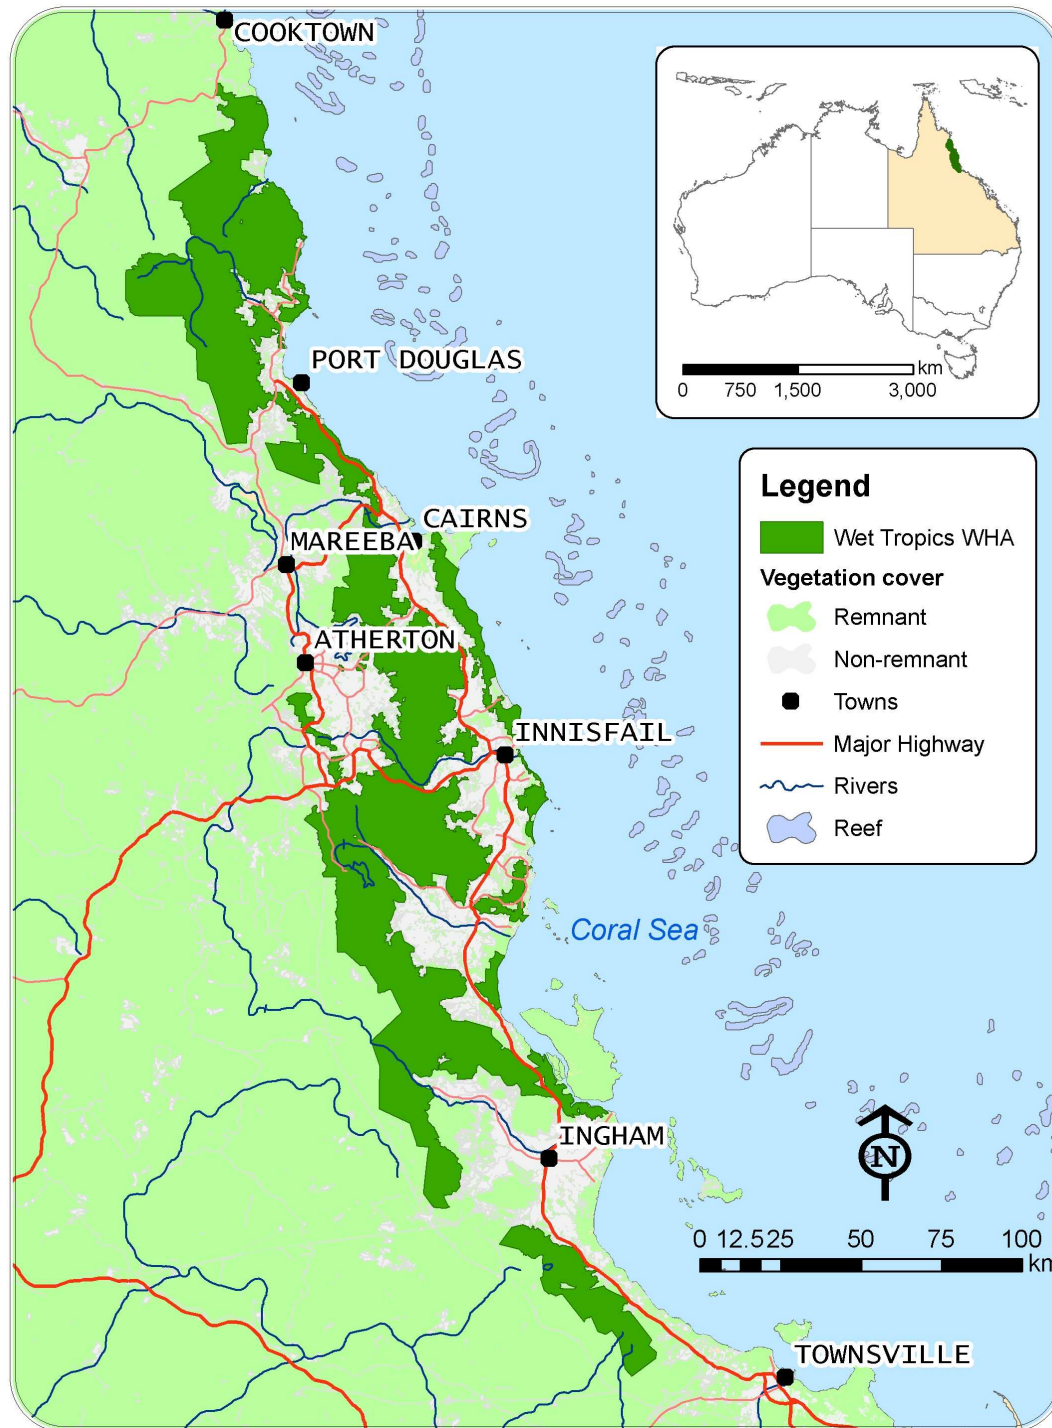 COOKTOWN
PORT DOUGLAS
CAIRNS
MAREEBA
ATHERTON
INNISFAIL
Coral Sea
INGHAM
TOWNSVILLE
km
0 750 1,500 3,000
Legend
Wet Tropics WHA
Vegetation cover
Remnant
Non-remnant
Towns
Major Highway
Rivers
Reef
N
0 12.5 25 50 75 100
km